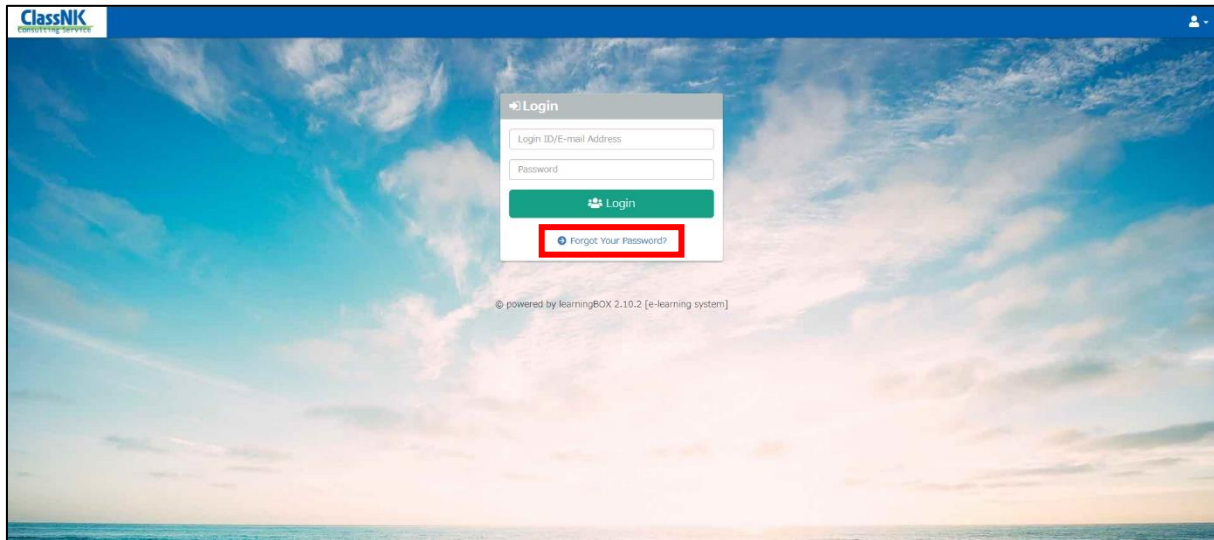 ClassNK
Consulting Service
Login
Login ID/E-mail Address
Password
Login
Forgot Your Password?
© powered by learningBOX 2.10.2 [e-learning system]